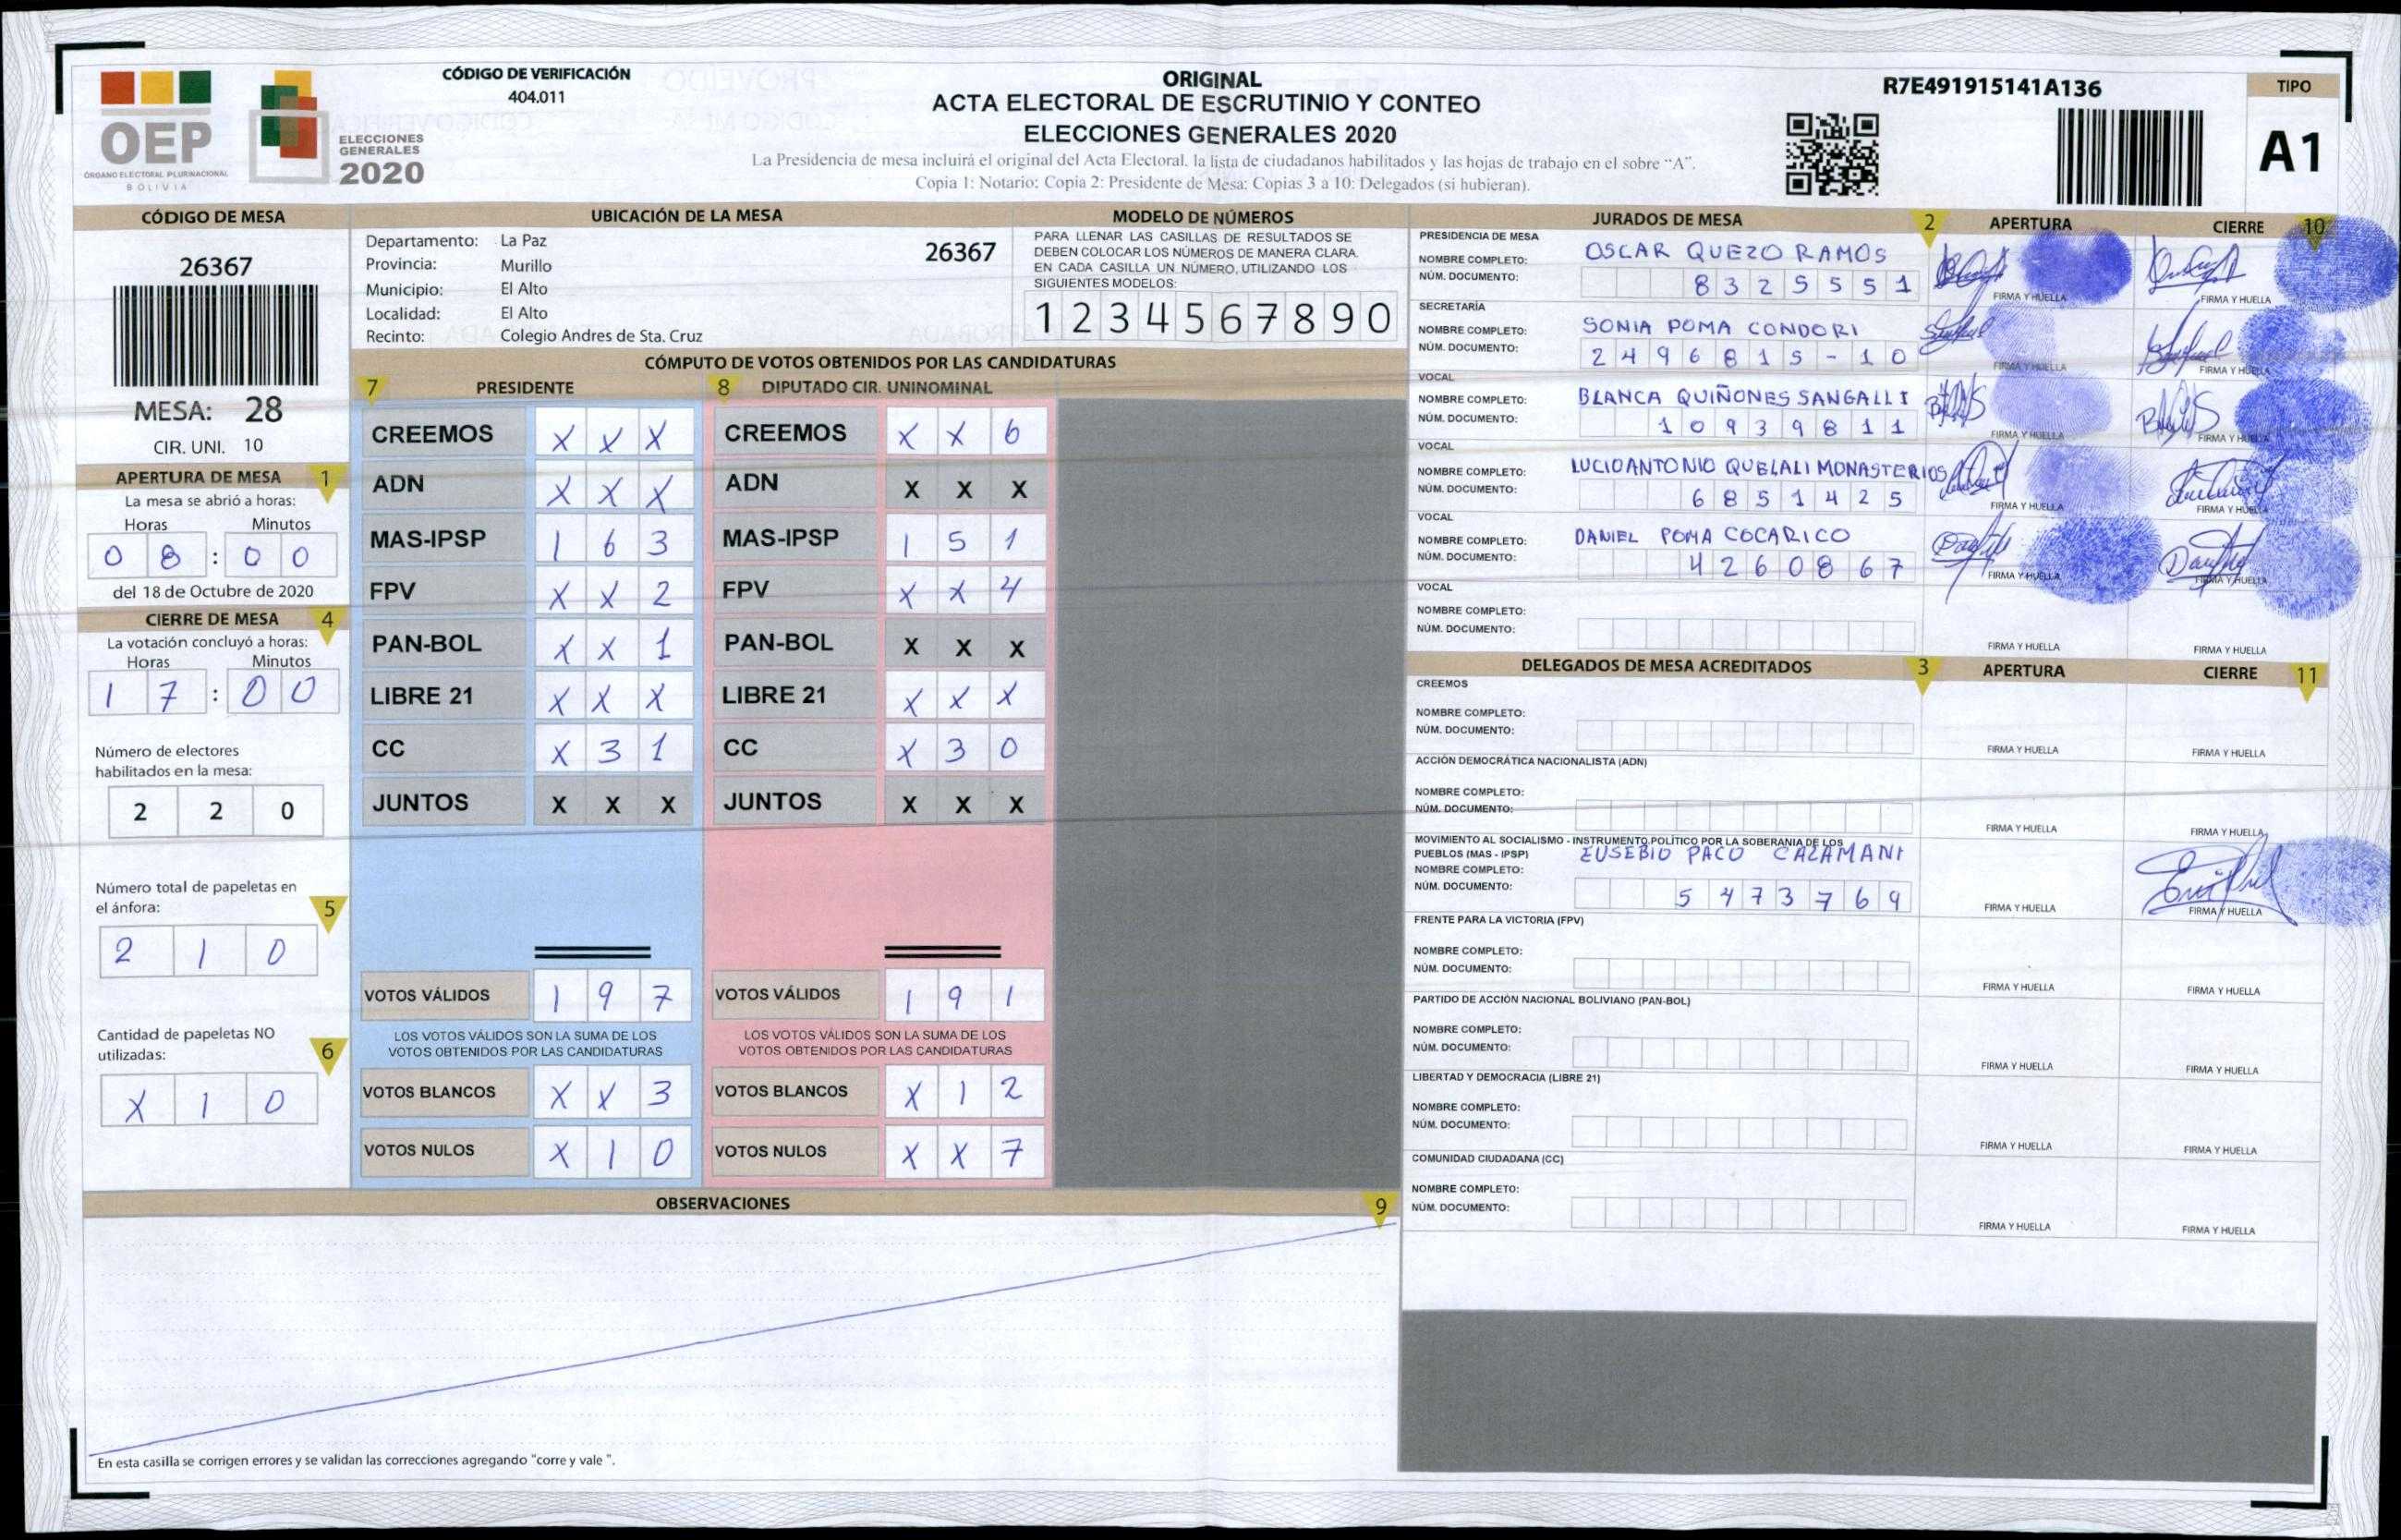 CÓDIGO DE VERIFICACIÓN
404.011
OEP
ÓRGANO ELECTORAL PLURINACIONAL
BOLIVIA
ELECCIONES
GENERALES
2020
ORIGINAL
ACTA ELECTORAL DE ESCRUTINIO Y CONTEO
ELECCIONES GENERALES 2020
La Presidencia de mesa incluirá el original del Acta Electoral, la lista de ciudadanos habilitados y las hojas de trabajo en el sobre “A”.
Copia 1: Notario: Copia 2: Presidente de Mesa: Copias 3 a 10: Delegados (si hubieran).
R7E491915141A136
TIPO
A1
CÓDIGO DE MESA
26367
MESA: 28
CIR. UNI. 10
APERTURA DE MESA 1
La mesa se abrió a horas:
Horas Minutos
0 8 : 0 0
del 18 de Octubre de 2020
CIERRE DE MESA 4
La votación concluyó a horas:
Horas Minutos
1 7 : 0 0
Número de electores
habilitados en la mesa:
2 2 0
Número total de papeletas en
el ánfora: 5
2 1 0
Cantidad de papeletas NO
utilizadas: 6
X 1 0
UBICACIÓN DE LA MESA
Departamento: La Paz 26367
Provincia: Murillo
Municipio: El Alto
Localidad: El Alto
Recinto: Colegio Andres de Sta. Cruz
MODELO DE NÚMEROS
PARA LLENAR LAS CASILLAS DE RESULTADOS SE
DEBEN COLOCAR LOS NÚMEROS DE MANERA CLARA.
EN CADA CASILLA UN NÚMERO, UTILIZANDO LOS
SIGUIENTES MODELOS:
1 2 3 4 5 6 7 8 9 0
CÓMPUTO DE VOTOS OBTENIDOS POR LAS CANDIDATURAS
7 PRESIDENTE
CREEMOS X X X
ADN X X X
MAS-IPSP 1 6 3
FPV X X 2
PAN-BOL X X 1
LIBRE 21 X X X
CC X 3 1
JUNTOS X X X
VOTOS VÁLIDOS 1 9 7
LOS VOTOS VÁLIDOS SON LA SUMA DE LOS
VOTOS OBTENIDOS POR LAS CANDIDATURAS
VOTOS BLANCOS X X 3
VOTOS NULOS X 1 0
8 DIPUTADO CIR. UNINOMINAL
CREEMOS X X 6
ADN X X X
MAS-IPSP 1 5 1
FPV X X 4
PAN-BOL X X X
LIBRE 21 X X X
CC X 3 0
JUNTOS X X X
VOTOS VÁLIDOS 1 9 1
LOS VOTOS VÁLIDOS SON LA SUMA DE LOS
VOTOS OBTENIDOS POR LAS CANDIDATURAS
VOTOS BLANCOS X 1 2
VOTOS NULOS X X 7
OBSERVACIONES 9
En esta casilla se corrigen errores y se validan las correcciones agregando "corre y vale ".
JURADOS DE MESA 2 APERTURA CIERRE 10
PRESIDENCIA DE MESA
NOMBRE COMPLETO: OSCAR QUEZO RAMOS
NÚM. DOCUMENTO: 8 3 2 5 5 5 1
FIRMA Y HUELLA FIRMA Y HUELLA
SECRETARÍA
NOMBRE COMPLETO: SONIA POMA CONDORI
NÚM. DOCUMENTO: 2 4 9 6 8 1 5 - 1 0
FIRMA Y HUELLA FIRMA Y HUELLA
VOCAL
NOMBRE COMPLETO: BLANCA QUIÑONES SANGALLI
NÚM. DOCUMENTO: 1 0 9 3 9 8 1 1
FIRMA Y HUELLA FIRMA Y HUELLA
VOCAL
NOMBRE COMPLETO: LUCIO ANTONIO QUELALI MONASTERIOS
NÚM. DOCUMENTO: 6 8 5 1 4 2 5
FIRMA Y HUELLA FIRMA Y HUELLA
VOCAL
NOMBRE COMPLETO: DANIEL POMA COCARICO
NÚM. DOCUMENTO: 4 2 6 0 8 6 7
FIRMA Y HUELLA FIRMA Y HUELLA
VOCAL
NOMBRE COMPLETO:
NÚM. DOCUMENTO:
FIRMA Y HUELLA FIRMA Y HUELLA
DELEGADOS DE MESA ACREDITADOS 3 APERTURA CIERRE 11
CREEMOS
NOMBRE COMPLETO:
NÚM. DOCUMENTO:
FIRMA Y HUELLA FIRMA Y HUELLA
ACCIÓN DEMOCRÁTICA NACIONALISTA (ADN)
NOMBRE COMPLETO:
NÚM. DOCUMENTO:
FIRMA Y HUELLA FIRMA Y HUELLA
MOVIMIENTO AL SOCIALISMO - INSTRUMENTO POLÍTICO POR LA SOBERANIA DE LOS
PUEBLOS (MAS - IPSP) EUSEBIO PACO CALAMANI
NOMBRE COMPLETO:
NÚM. DOCUMENTO: 5 4 7 3 7 6 9
FIRMA Y HUELLA FIRMA Y HUELLA
FRENTE PARA LA VICTORIA (FPV)
NOMBRE COMPLETO:
NÚM. DOCUMENTO:
FIRMA Y HUELLA FIRMA Y HUELLA
PARTIDO DE ACCIÓN NACIONAL BOLIVIANO (PAN-BOL)
NOMBRE COMPLETO:
NÚM. DOCUMENTO:
FIRMA Y HUELLA FIRMA Y HUELLA
LIBERTAD Y DEMOCRACIA (LIBRE 21)
NOMBRE COMPLETO:
NÚM. DOCUMENTO:
FIRMA Y HUELLA FIRMA Y HUELLA
COMUNIDAD CIUDADANA (CC)
NOMBRE COMPLETO:
NÚM. DOCUMENTO:
FIRMA Y HUELLA FIRMA Y HUELLA